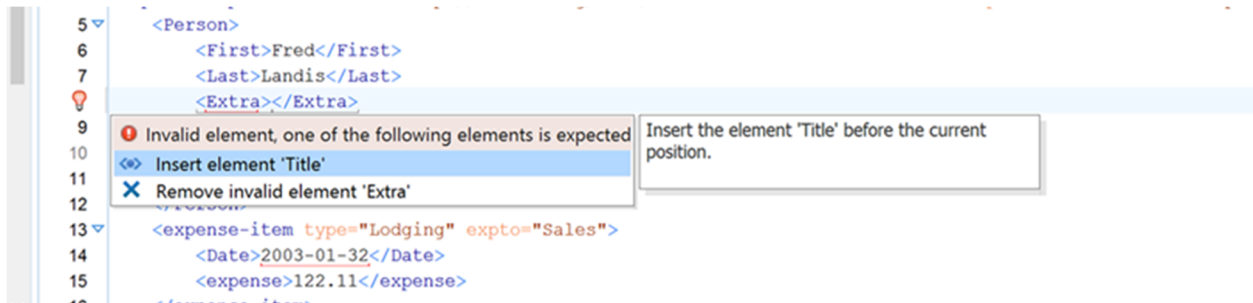 5 <Person>
6 <First>Fred</First>
7 <Last>Landis</Last>
<Extra></Extra>
9 Invalid element, one of the following elements is expected
Insert the element 'Title' before the current
position.
10 Insert element 'Title'
11 Remove invalid element 'Extra'
12
13 <expense-item type="Lodging" expto="Sales">
14 <Date>2003-01-32</Date>
15 <expense>122.11</expense>